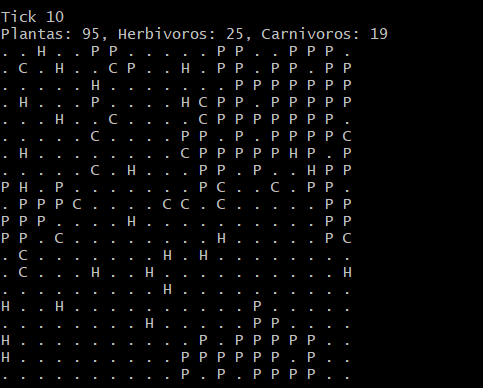 Tick 10
Plantas: 95, Herbivoros: 25, Carnivoros: 19
. . H . . P P . . . . . P P . . P P P .
. C . H . . C P . . H . P P . P P . P P
. . . . . H . . . . . . . P P P P P P P
. H . . . P . . . . H C P P . P P P P P
. . . H . . C . . . . C P P P P P P P .
. . . . . C . . . . P P . P . P P P P C
. H . . . . . . . . C P P P P P H P . P
. . . . . C . H . . . P P . P . . H P P
P H . P . . . . . . . P C . . C . P P .
. P P P C . . . . C C . C . . . . . P P
P P P . . . . H . . . . . . . . . . P P
P P . C . . . . . . . . H . . . . . P C
. C . . . . . . . H . H . . . . . . . .
. C . . . H . . H . . . . . . . . . . H
. . . . . . . . . H . . . . . . . . . .
H . . H . . . . . . . . . . P . . . . .
. . . . . . . . H . . . . . P P . . . .
H . . . . . . . . . . P . P P P P P . .
H . . . . . . . . . P P P P P P . P . .
. . . . . . . . . . P . P . P P P P . .